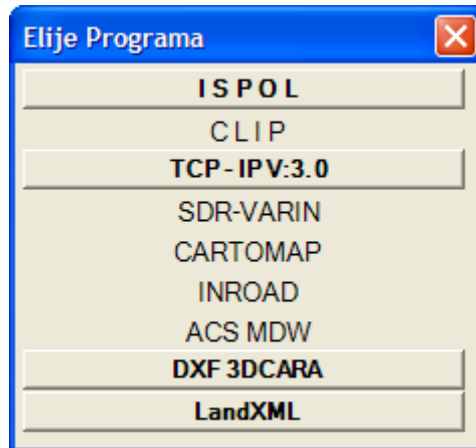 Elije Programa
I S P O L
C L I P
TCP-IPV:3.0
SDR-VARIN
CARTOMAP
INROAD
ACS MDW
DXF 3DCARA
LandXML